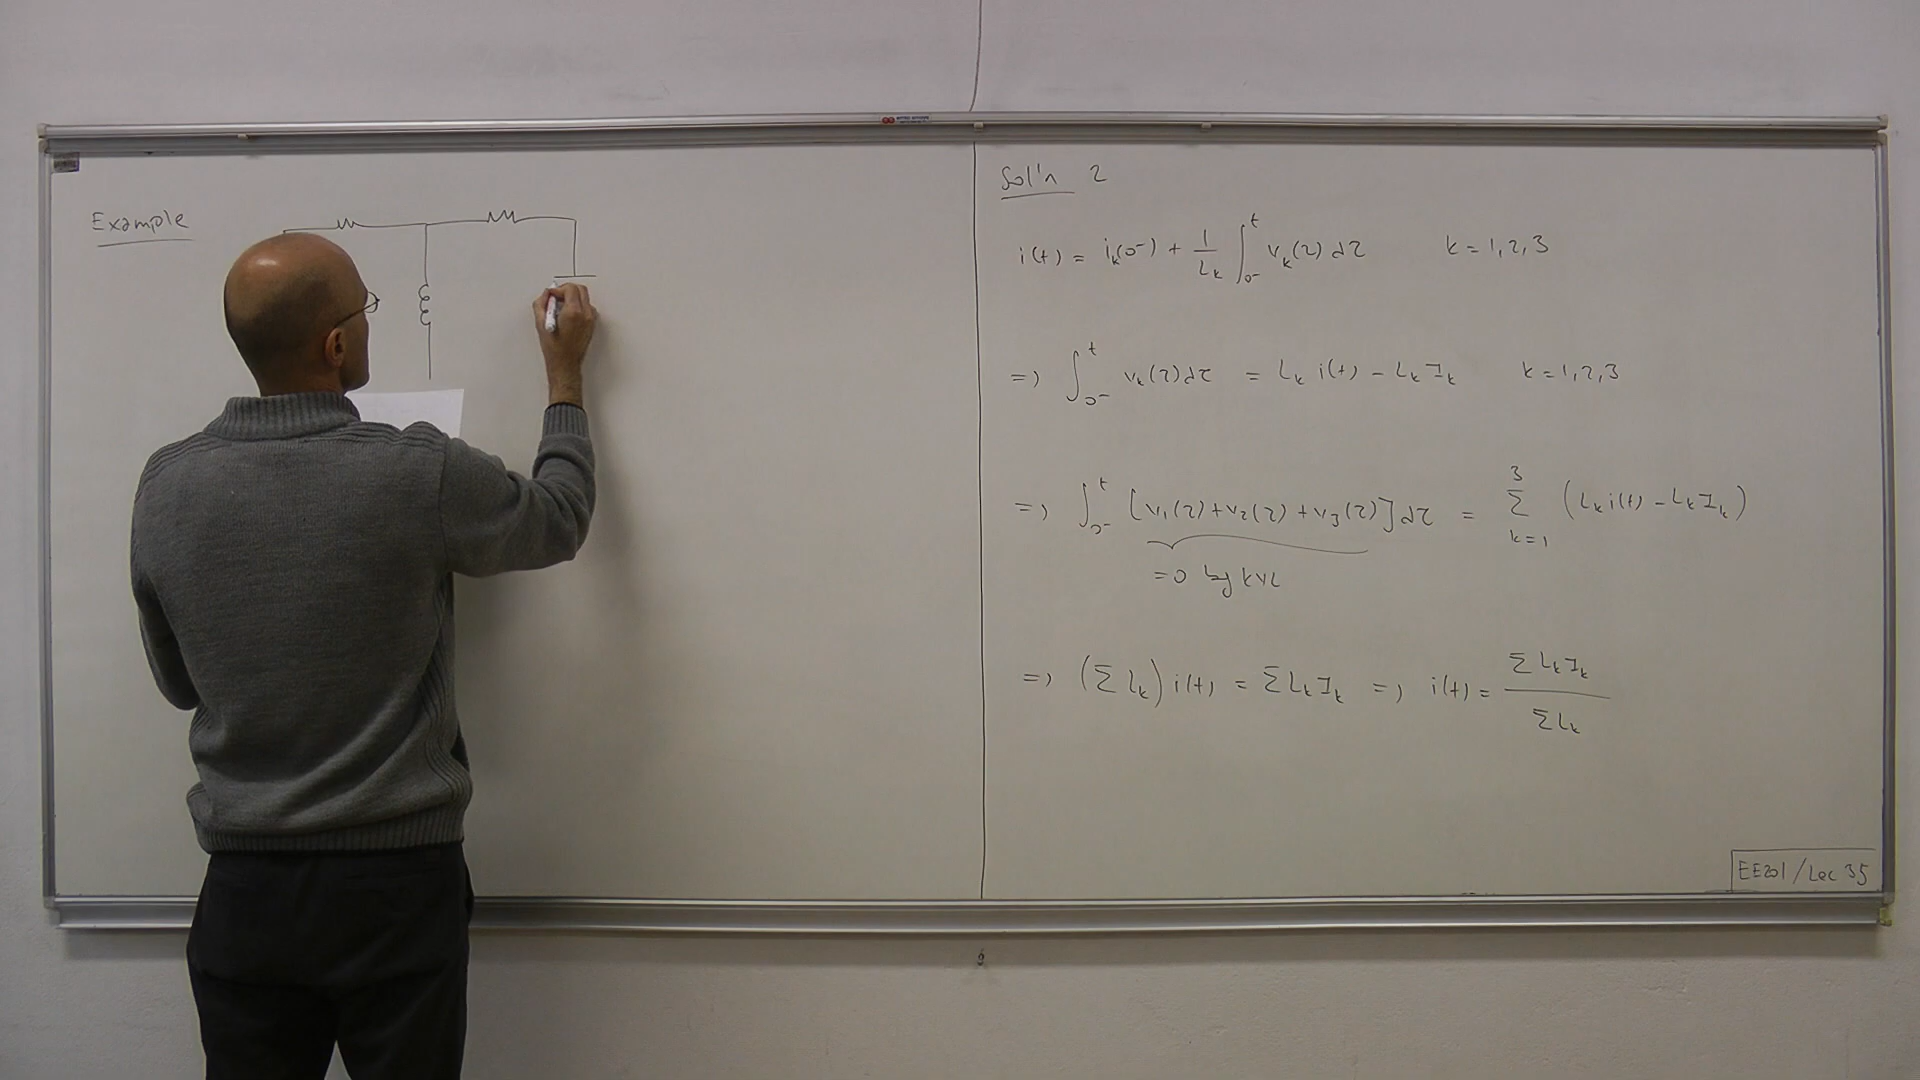 Example
Sol'n 2
i(t) = i_k(0⁻) + 1/L_k ∫_{0⁻}^{t} v_k(τ) dτ k = 1, 2, 3
=> ∫_{0⁻}^{t} v_k(τ) dτ = L_k i(t) - L_k I_k k = 1, 2, 3
=> ∫_{0⁻}^{t} [v_1(τ) + v_2(τ) + v_3(τ)] dτ = Σ_{k=1}^{3} (L_k i(t) - L_k I_k)
= 0 by KVL
=> (Σ L_k) i(t) = Σ L_k I_k => i(t) = Σ L_k I_k / Σ L_k
EE201 / Lec 35